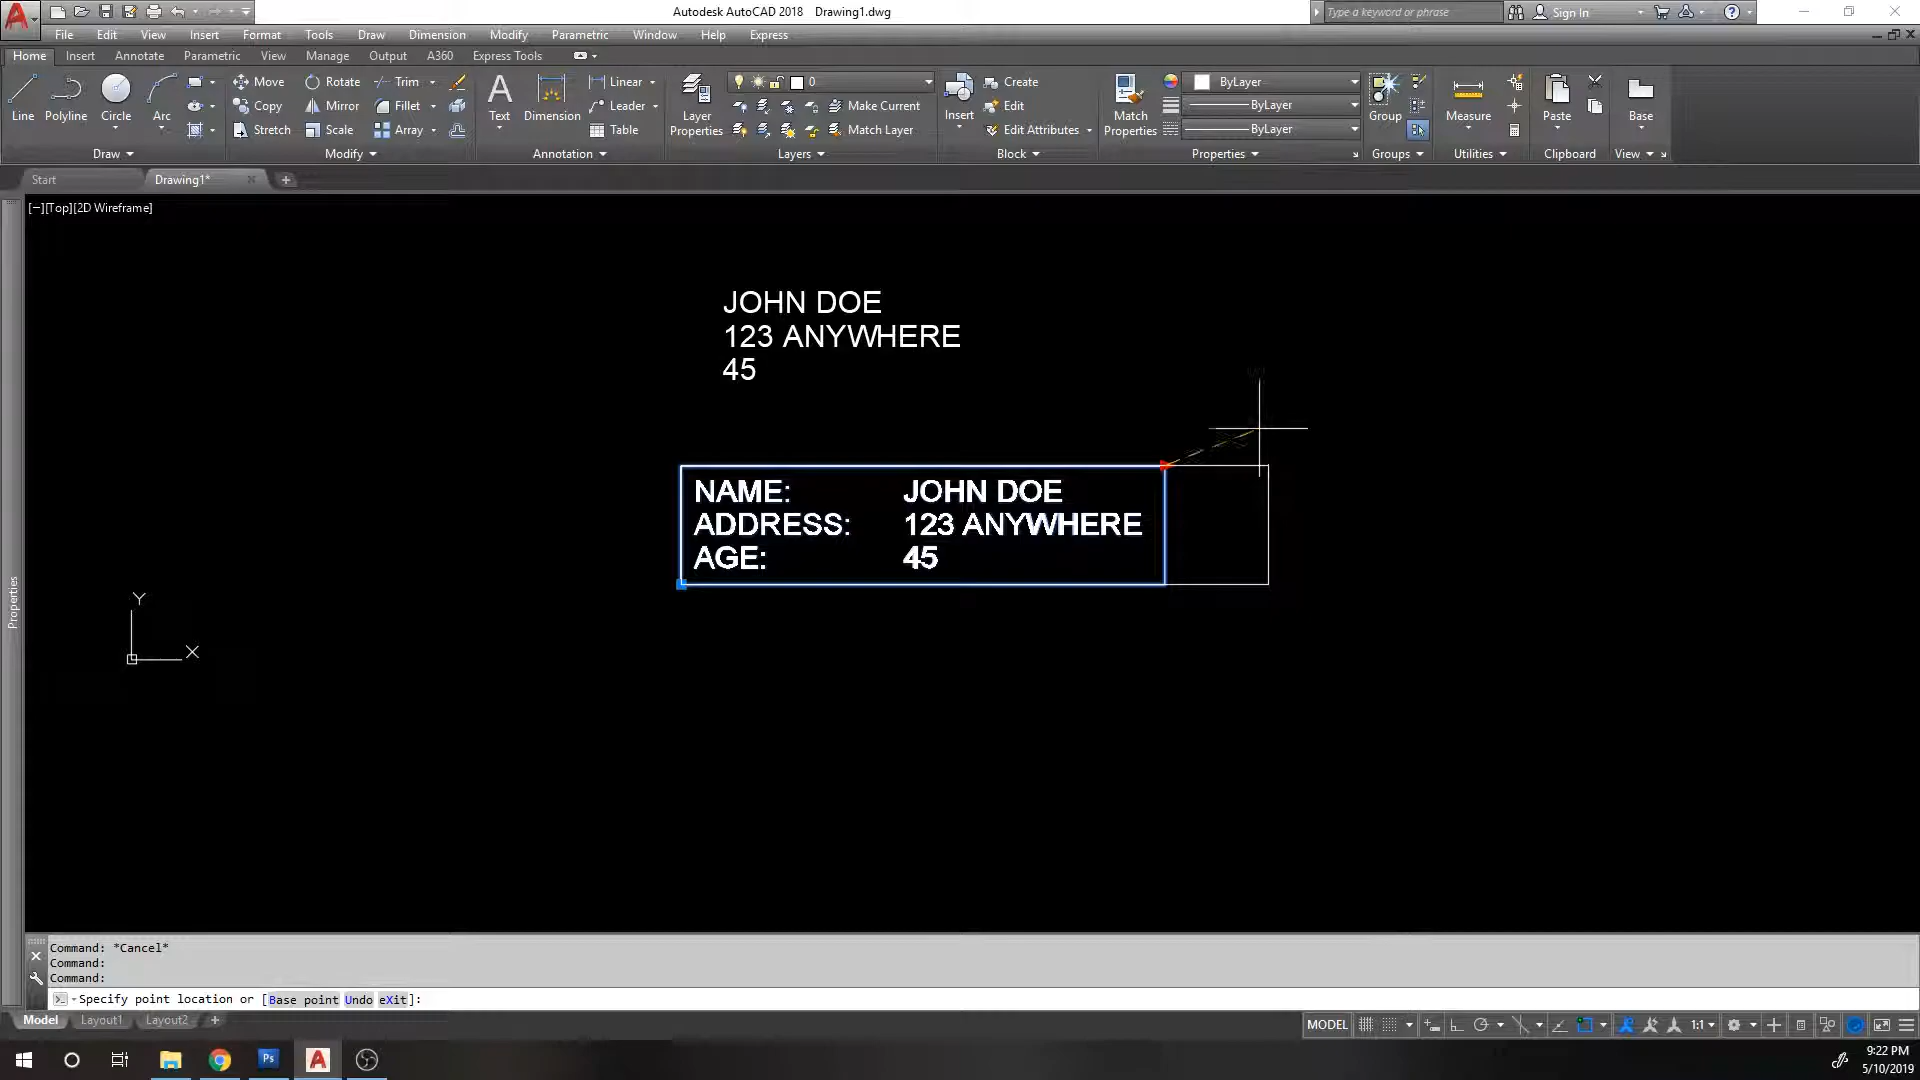 Autodesk AutoCAD 2018 Drawing1.dwg
Type a keyword or phrase
Sign In
File Edit View Insert Format Tools Draw Dimension Modify Parametric Window Help Express
Home Insert Annotate Parametric View Manage Output A360 Express Tools
Line Polyline Circle Arc
Move Rotate Trim
Copy Mirror Fillet
Stretch Scale Array
Text Dimension
Linear
Leader
Table
Layer Properties
0
Make Current
Match Layer
Insert
Create
Edit
Edit Attributes
Match Properties
ByLayer
ByLayer
ByLayer
Group
Measure
Paste
Base
Draw Modify Annotation Layers Block Properties Groups Utilities Clipboard View
Start Drawing1*
[−][Top][2D Wireframe]
JOHN DOE
123 ANYWHERE
45
NAME: JOHN DOE
ADDRESS: 123 ANYWHERE
AGE: 45
Y
X
Properties
Command: *Cancel*
Command:
Command:
Specify point location or [Base point Undo eXit]:
Model Layout1 Layout2
MODEL 1:1
Ps
9:22 PM
5/10/2019